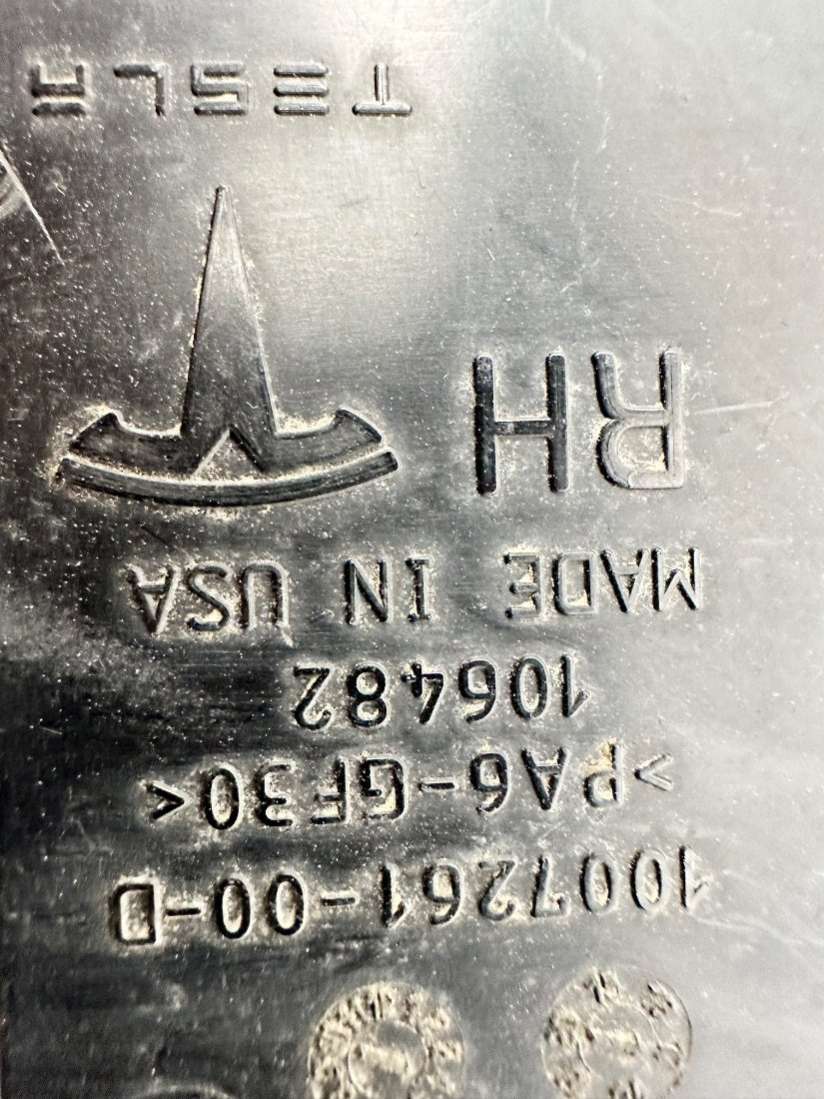 1007261-00-D
>PA6-GF30<
106482
MADE IN USA
RH
TESLA